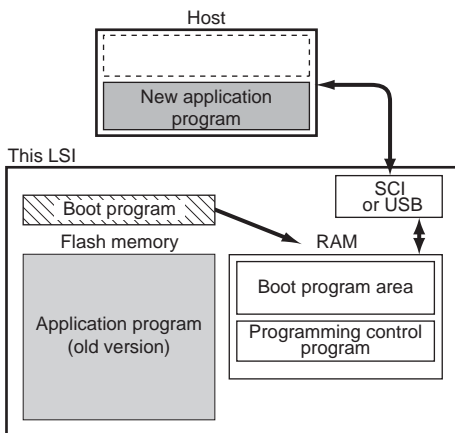 Host
New application
program
This LSI
SCI
or USB
Boot program
Flash memory
RAM
Application program
(old version)
Boot program area
Programming control
program